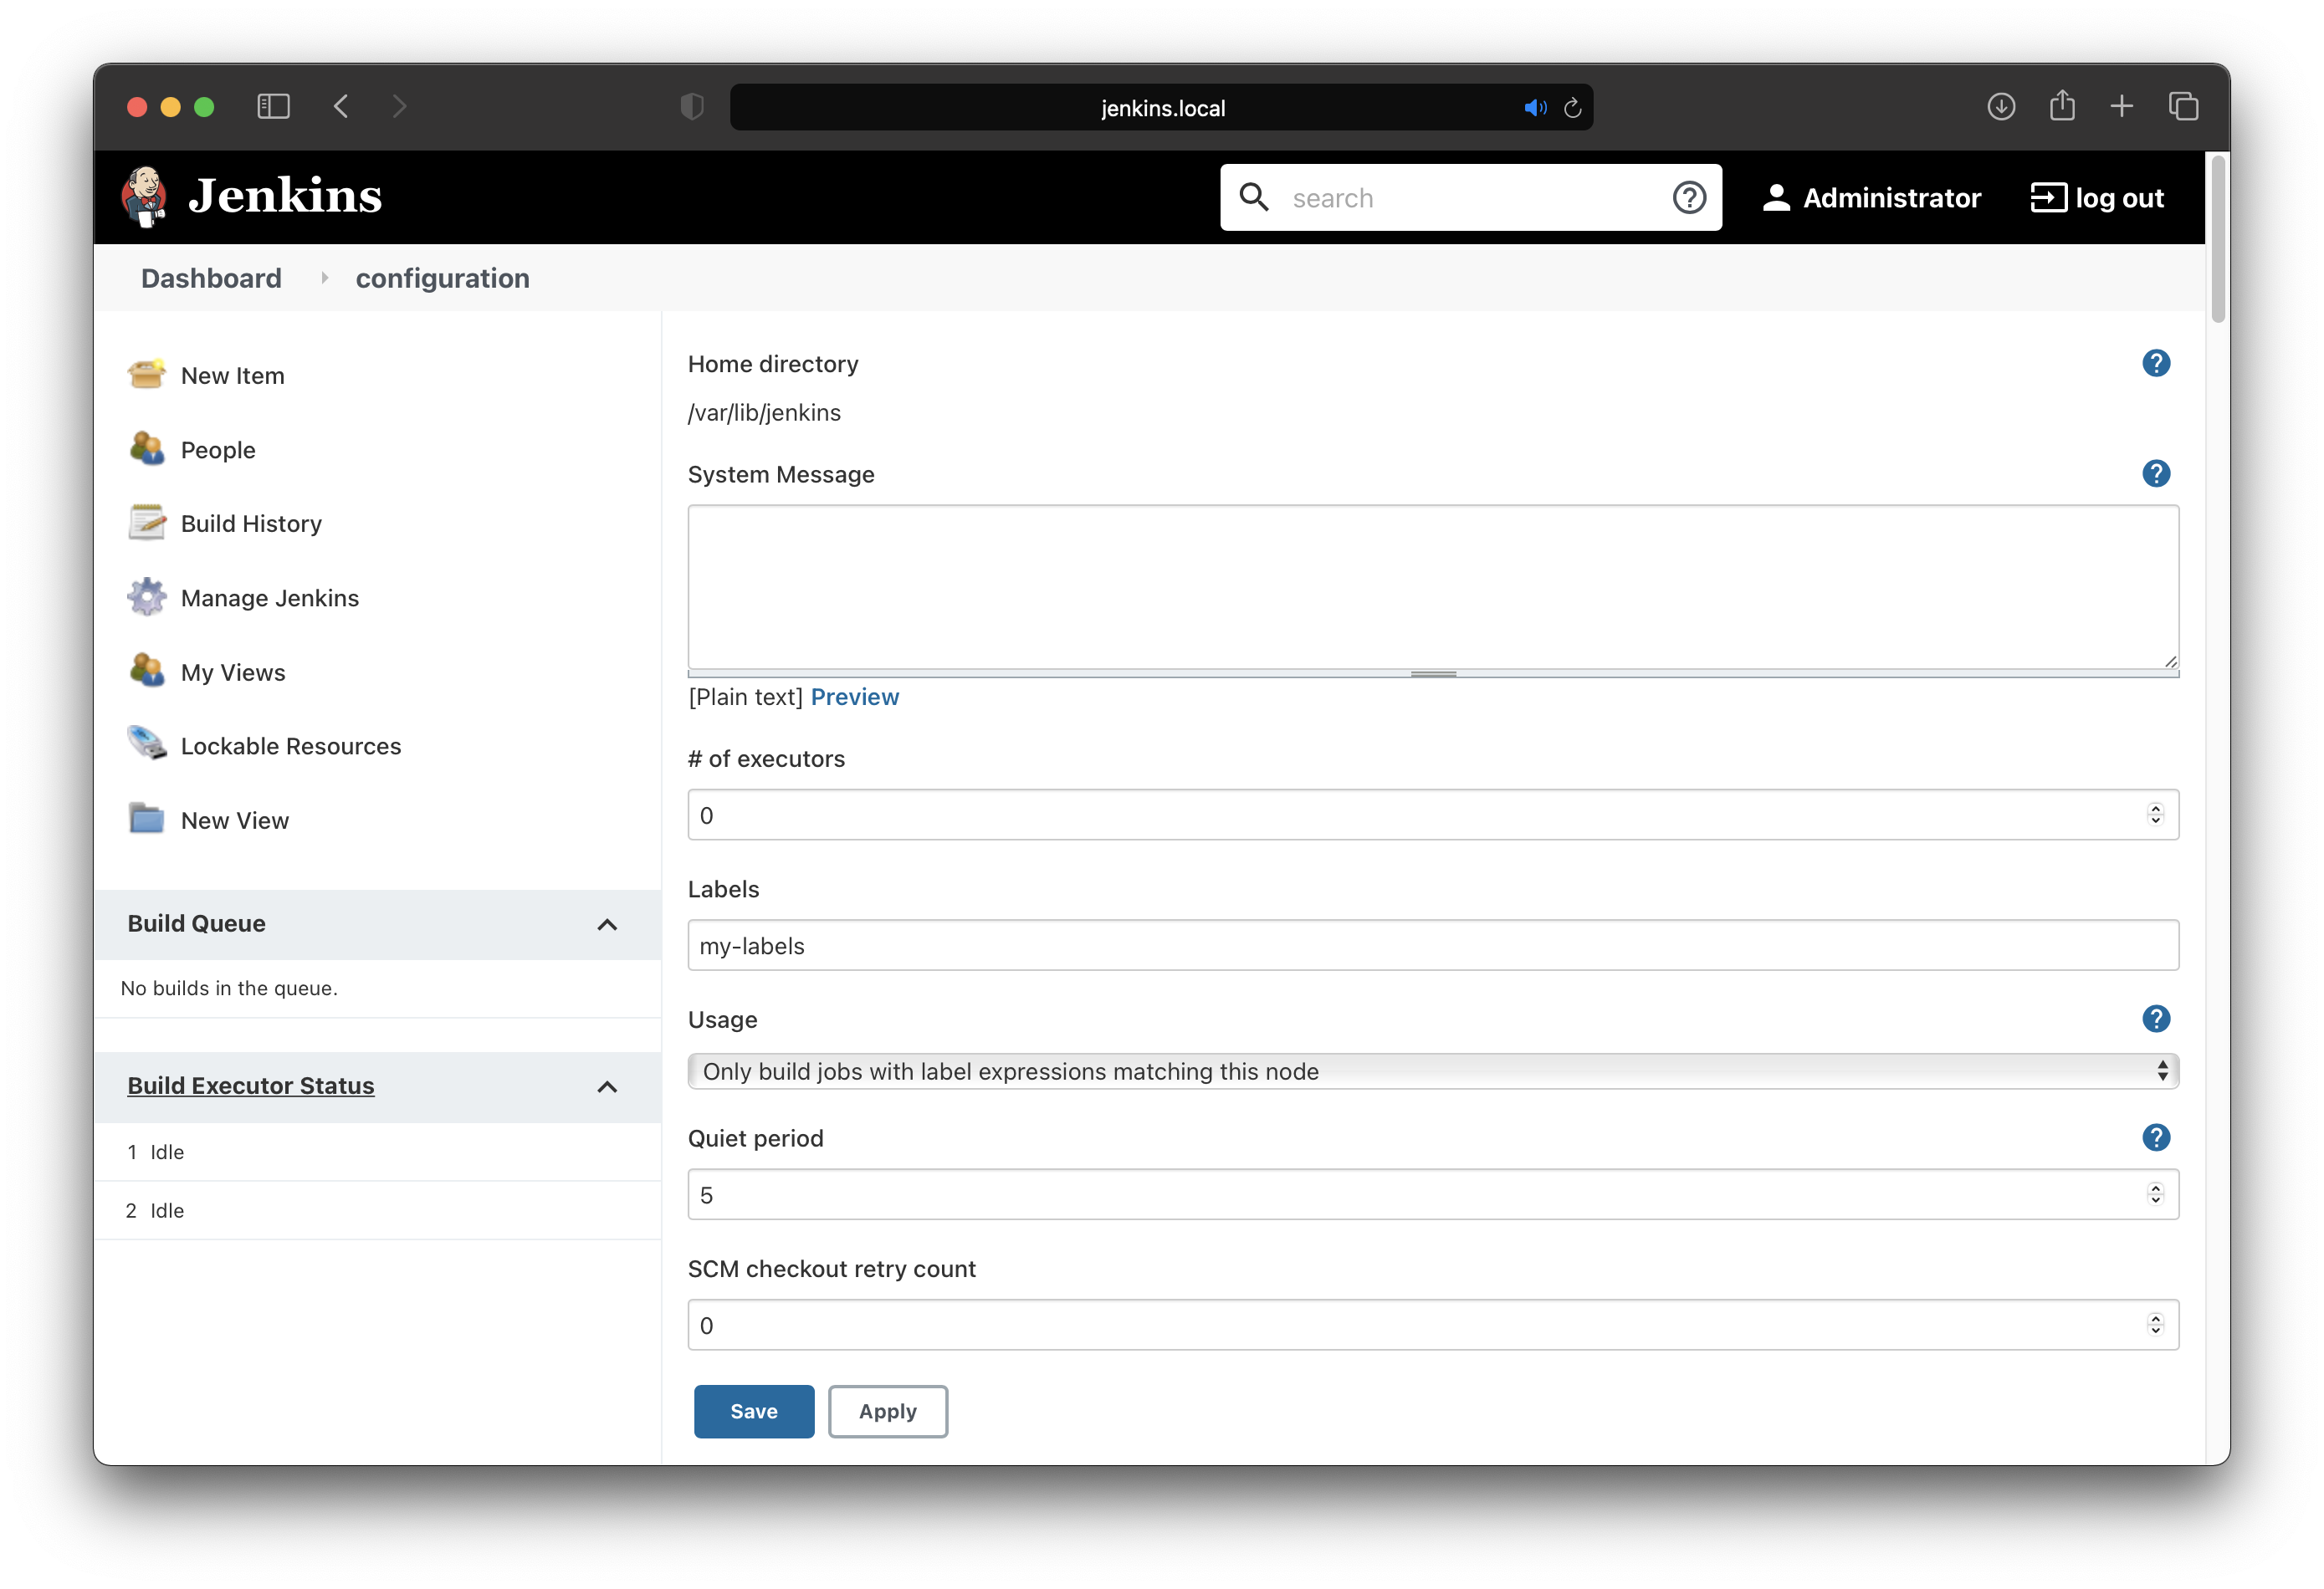 jenkins.local
Jenkins
search
Administrator
log out
Dashboard configuration
New Item
People
Build History
Manage Jenkins
My Views
Lockable Resources
New View
Build Queue
No builds in the queue.
Build Executor Status
1 Idle
2 Idle
Home directory
/var/lib/jenkins
System Message
[Plain text] Preview
# of executors
0
Labels
my-labels
Usage
Only build jobs with label expressions matching this node
Quiet period
5
SCM checkout retry count
0
Save Apply